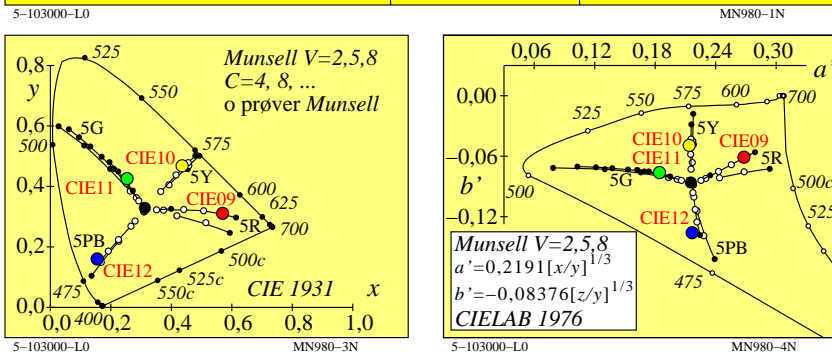 5–103000–L0
MN980–1N
0,8
y
0,6
0,4
0,2
0,0
0,0
0,2
0,4
0,6
0,8
1,0
x
525
550
575
600
625
700
500
475
400
500c
525c
550c
Munsell V=2,5,8
C=4, 8, ...
o prøver Munsell
5G
CIE10
5Y
CIE11
CIE09
5R
5PB
CIE12
CIE 1931
5–103000–L0
MN980–3N
0,06
0,12
0,18
0,24
0,30
a’
0,00
−0,06
b’
−0,12
525
550
575
600
700
500
500c
525
475
5Y
CIE10
CIE11
CIE09
5R
5G
CIE12
5PB
Munsell V=2,5,8
a’=0,2191[x/y]1/3
b’=−0,08376[z/y]1/3
CIELAB 1976
5–103000–L0
MN980–4N